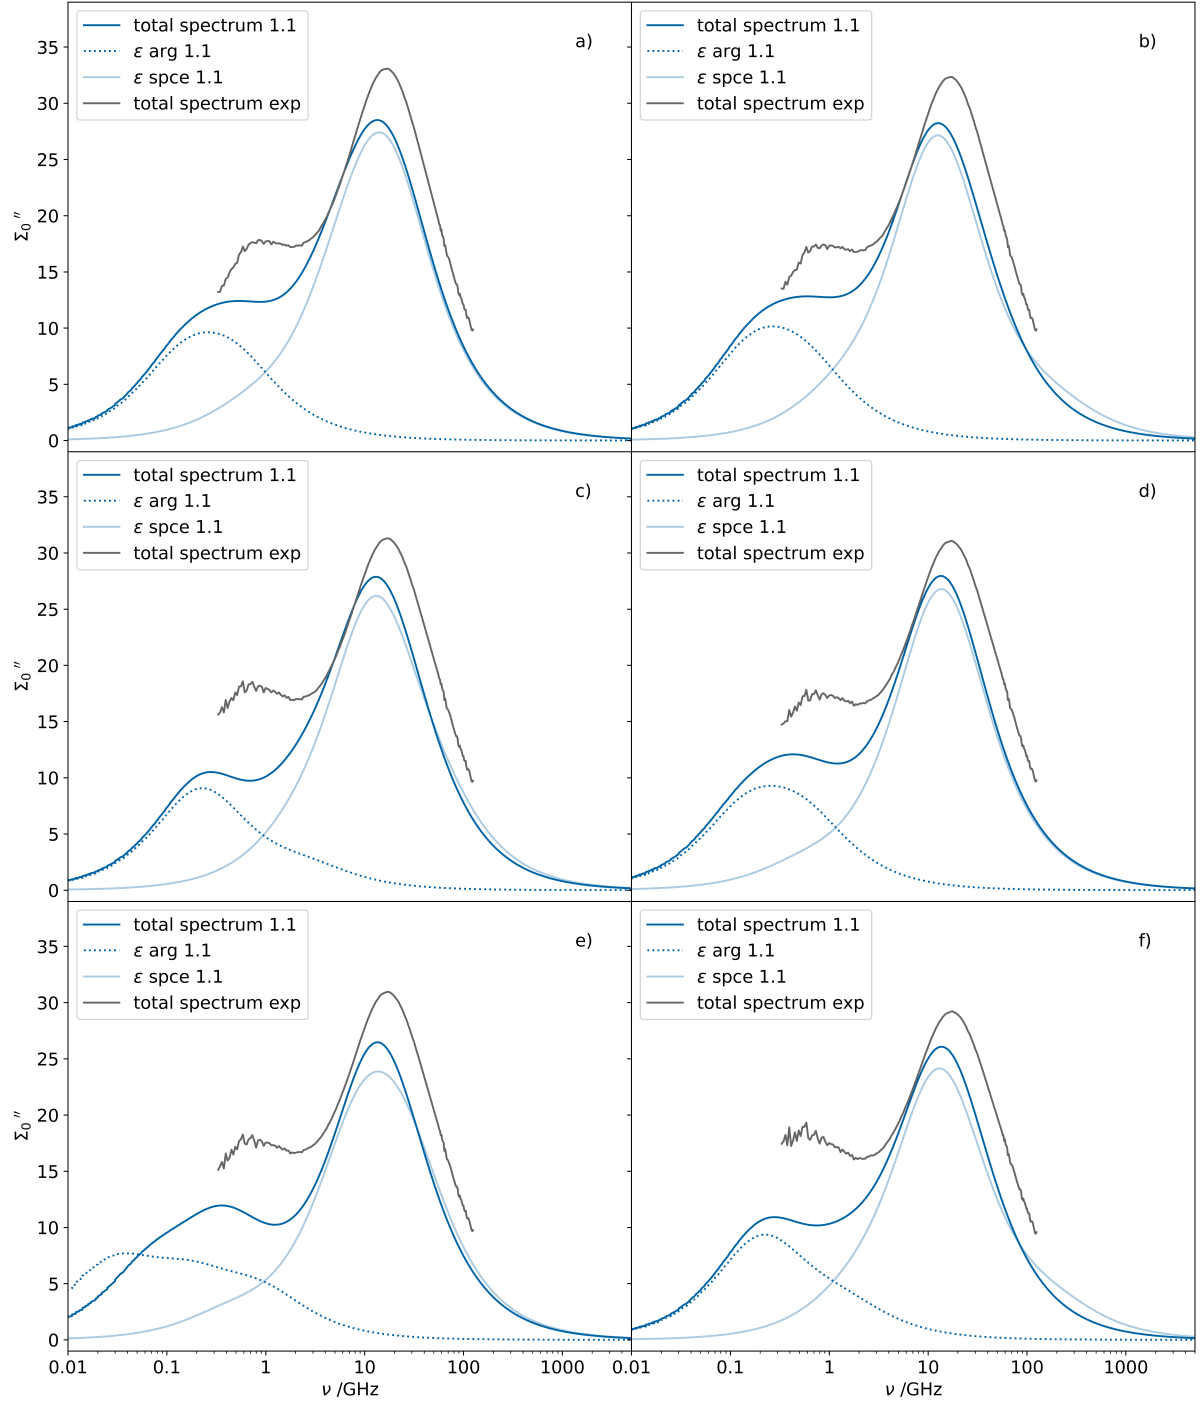 total spectrum 1.1
ε arg 1.1
ε spce 1.1
total spectrum exp
a)
35
30
25
20
15
10
5
0
Σ₀″
total spectrum 1.1
ε arg 1.1
ε spce 1.1
total spectrum exp
b)
total spectrum 1.1
ε arg 1.1
ε spce 1.1
total spectrum exp
c)
35
30
25
20
15
10
5
0
Σ₀″
total spectrum 1.1
ε arg 1.1
ε spce 1.1
total spectrum exp
d)
total spectrum 1.1
ε arg 1.1
ε spce 1.1
total spectrum exp
e)
35
30
25
20
15
10
5
0
Σ₀″
0.01 0.1 1 10 100 1000
ν /GHz
total spectrum 1.1
ε arg 1.1
ε spce 1.1
total spectrum exp
f)
0.01 0.1 1 10 100 1000
ν /GHz